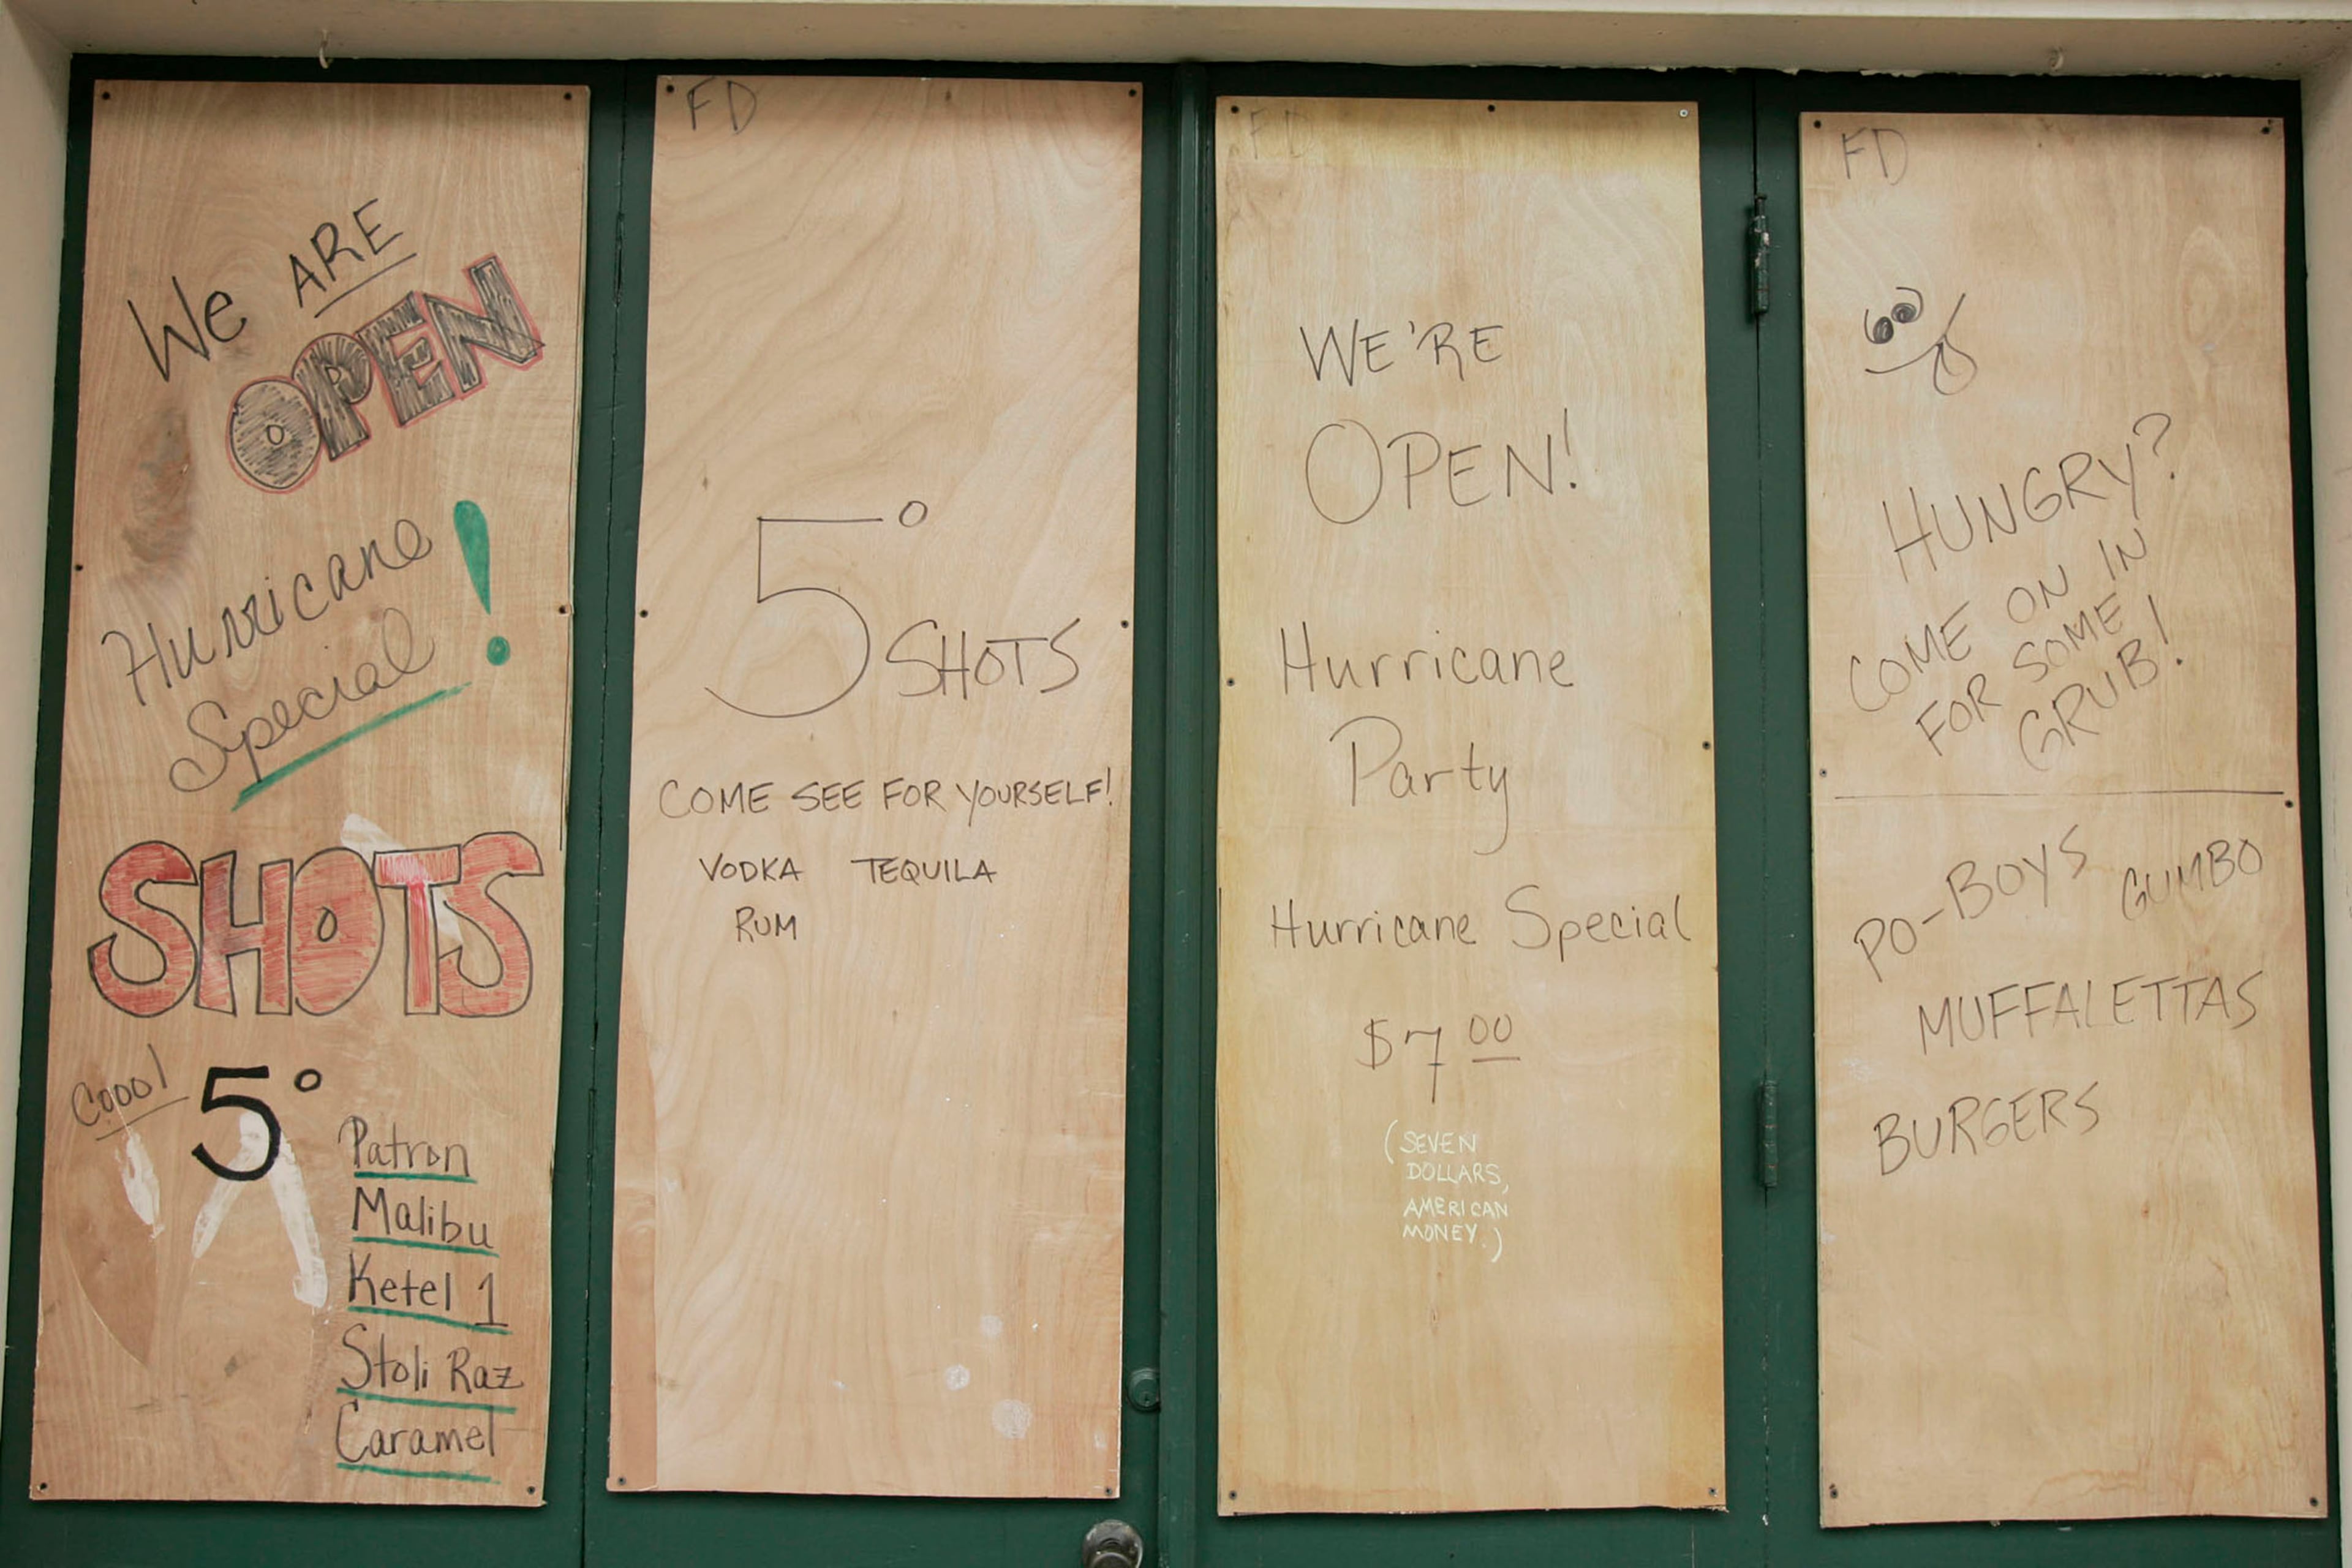 We ARE
OPEN
Hurricane
Special!
SHOTS
Coool 5°
Patron
Malibu
Ketel 1
Stoli Raz
Caramel
FD
5° SHOTS
COME SEE FOR YOURSELF!
VODKA TEQUILA
RUM
FD
WE'RE
OPEN!
Hurricane
Party
Hurricane Special
$7 00
(SEVEN
DOLLARS,
AMERICAN
MONEY.)
FD
HUNGRY?
COME ON IN
FOR SOME
GRUB!
PO-BOYS GUMBO
MUFFALETTAS
BURGERS